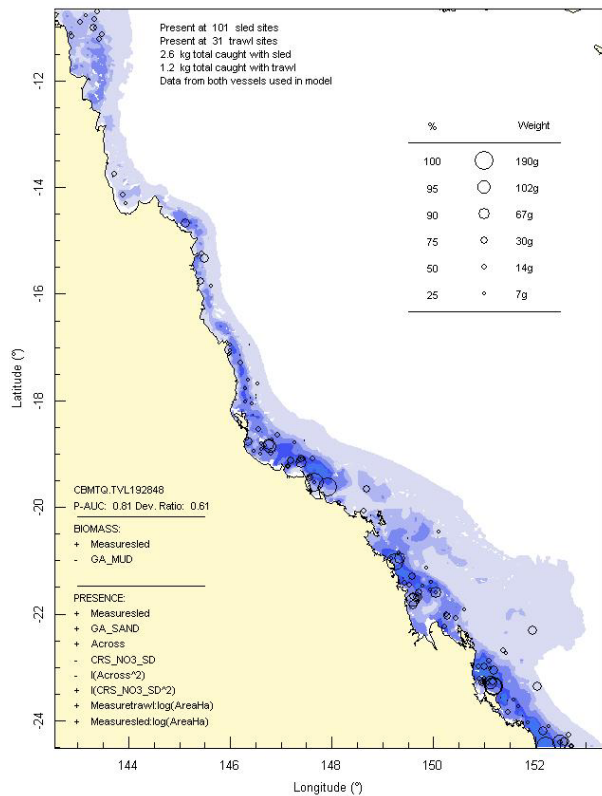 Present at 101 sled sites
Present at 31 trawl sites
2.6 kg total caught with sled
1.2 kg total caught with trawl
Data from both vessels used in model
% Weight
100 190g
95 102g
90 67g
75 30g
50 14g
25 7g
-12
-14
-16
-18
-20
-22
-24
Latitude (°)
CBMTQ.TVL192848
P-AUC: 0.81 Dev. Ratio: 0.61
BIOMASS:
+ Measuresled
- GA_MUD
PRESENCE:
+ Measuresled
+ GA_SAND
+ Across
- CRS_NO3_SD
- I(Across^2)
+ I(CRS_NO3_SD^2)
+ Measuretrawl:log(AreaHa)
+ Measuresled:log(AreaHa)
144 146 148 150 152
Longitude (°)